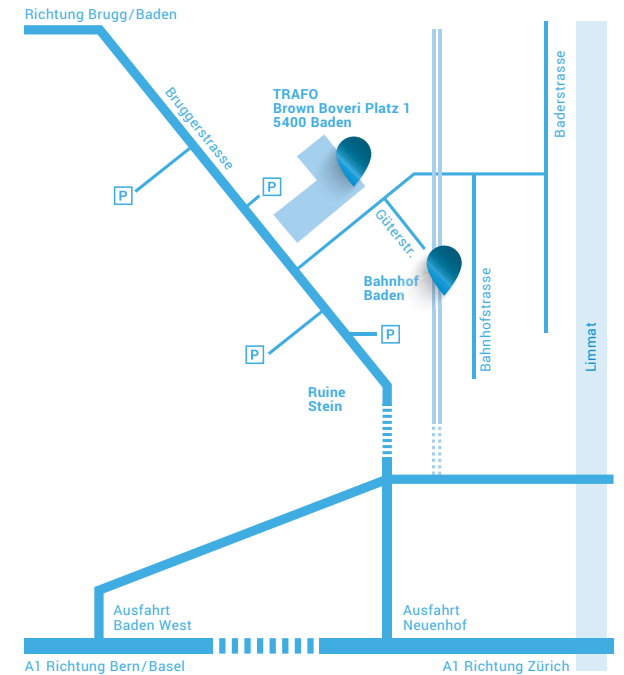 Richtung Brugg/Baden
Bruggerstrasse
TRAFO
Brown Boveri Platz 1
5400 Baden
Baderstrasse
P
P
Güterstr.
Bahnhof
Baden
Bahnhofstrasse
Limmat
P
P
Ruine
Stein
Ausfahrt
Baden West
Ausfahrt
Neuenhof
A1 Richtung Bern/Basel
A1 Richtung Zürich